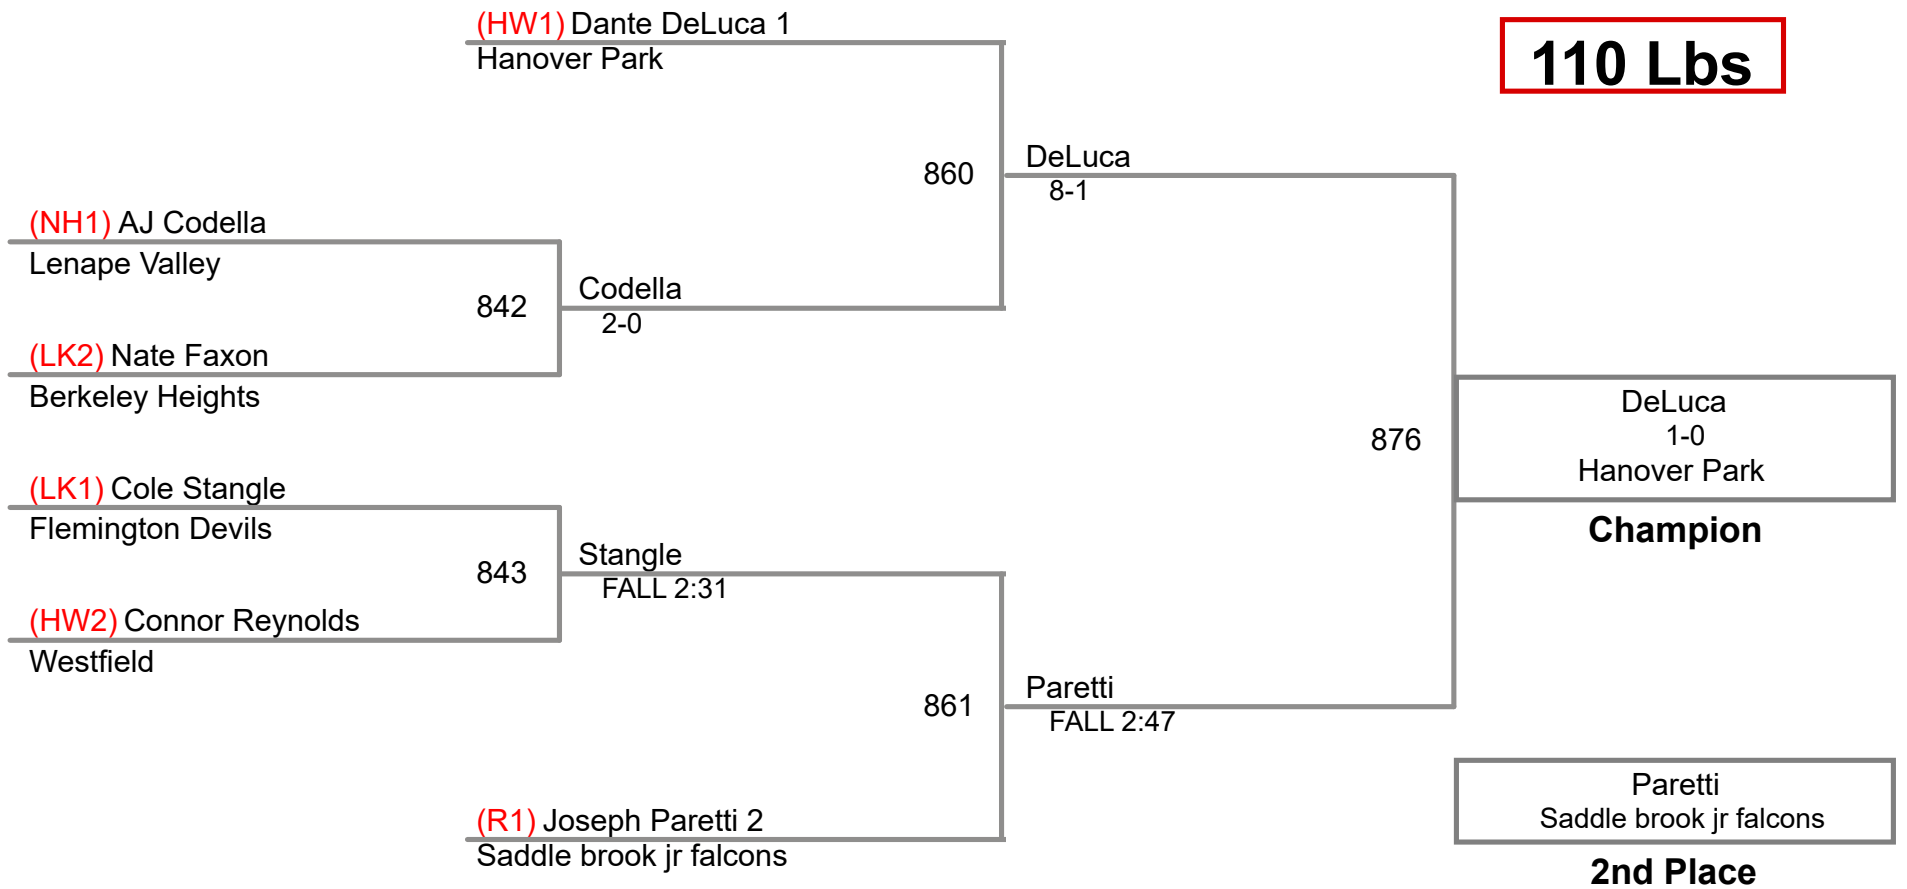 (HW1) Dante DeLuca 1
Hanover Park
110 Lbs
860
DeLuca
8-1
(NH1) AJ Codella
Lenape Valley
842
Codella
2-0
(LK2) Nate Faxon
Berkeley Heights
876
DeLuca
1-0
Hanover Park
Champion
(LK1) Cole Stangle
Flemington Devils
843
Stangle
FALL 2:31
(HW2) Connor Reynolds
Westfield
861
Paretti
FALL 2:47
(R1) Joseph Paretti 2
Saddle brook jr falcons
Paretti
Saddle brook jr falcons
2nd Place